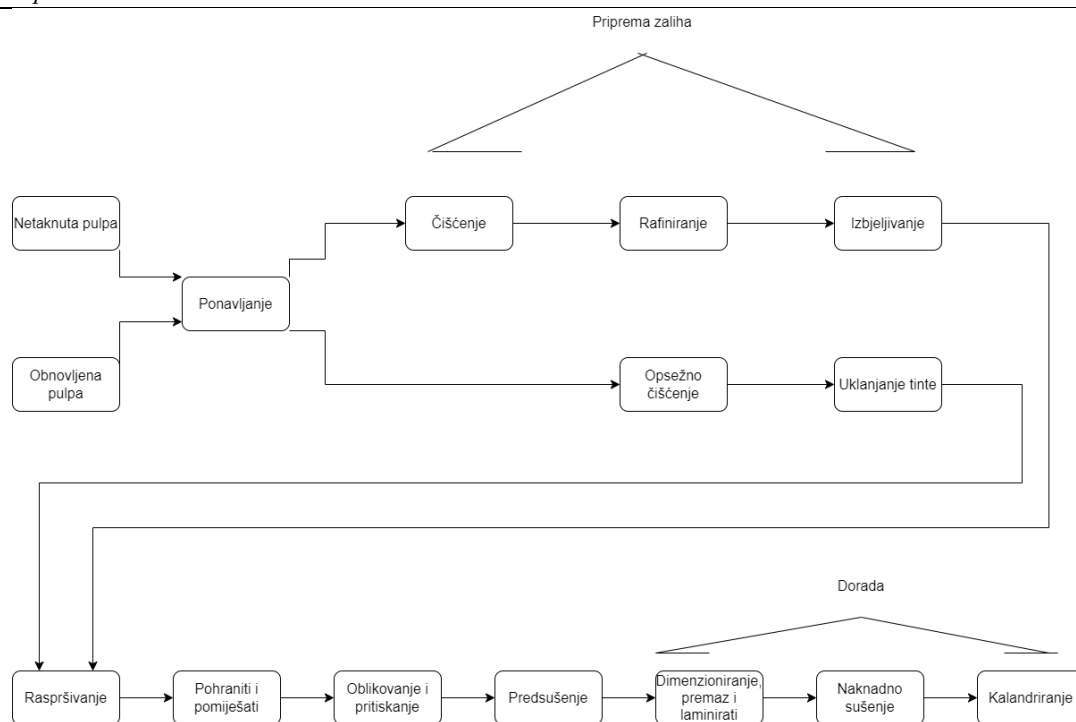 Priprema zaliha
Netaknuta pulpa
Čišćenje
Rafiniranje
Izbjeljivanje
Ponavljanje
Obnovljena
pulpa
Opsežno
čišćenje
Uklanjanje tinte
Dorada
Raspršivanje
Pohraniti i
pomiješati
Oblikovanje i
pritiskanje
Predsušenje
Dimenzioniranje,
premaz i
laminirati
Naknadno
sušenje
Kalandriranje